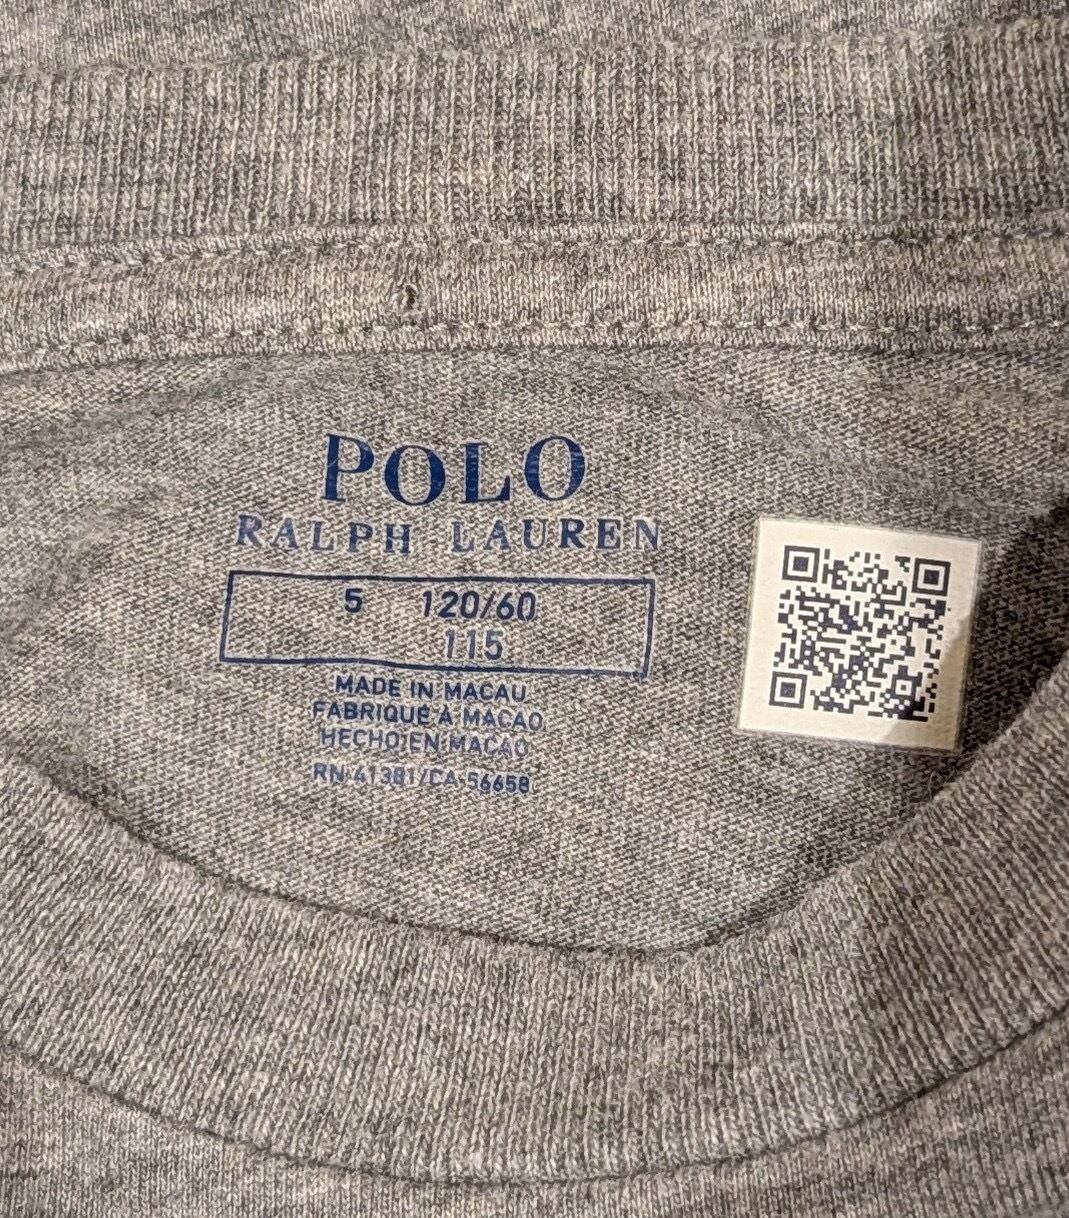 POLO
RALPH LAUREN
5 120/60
115
MADE IN MACAU
FABRIQUÉ À MACAO
HECHO EN MACAO
RN 41381/CA 56658